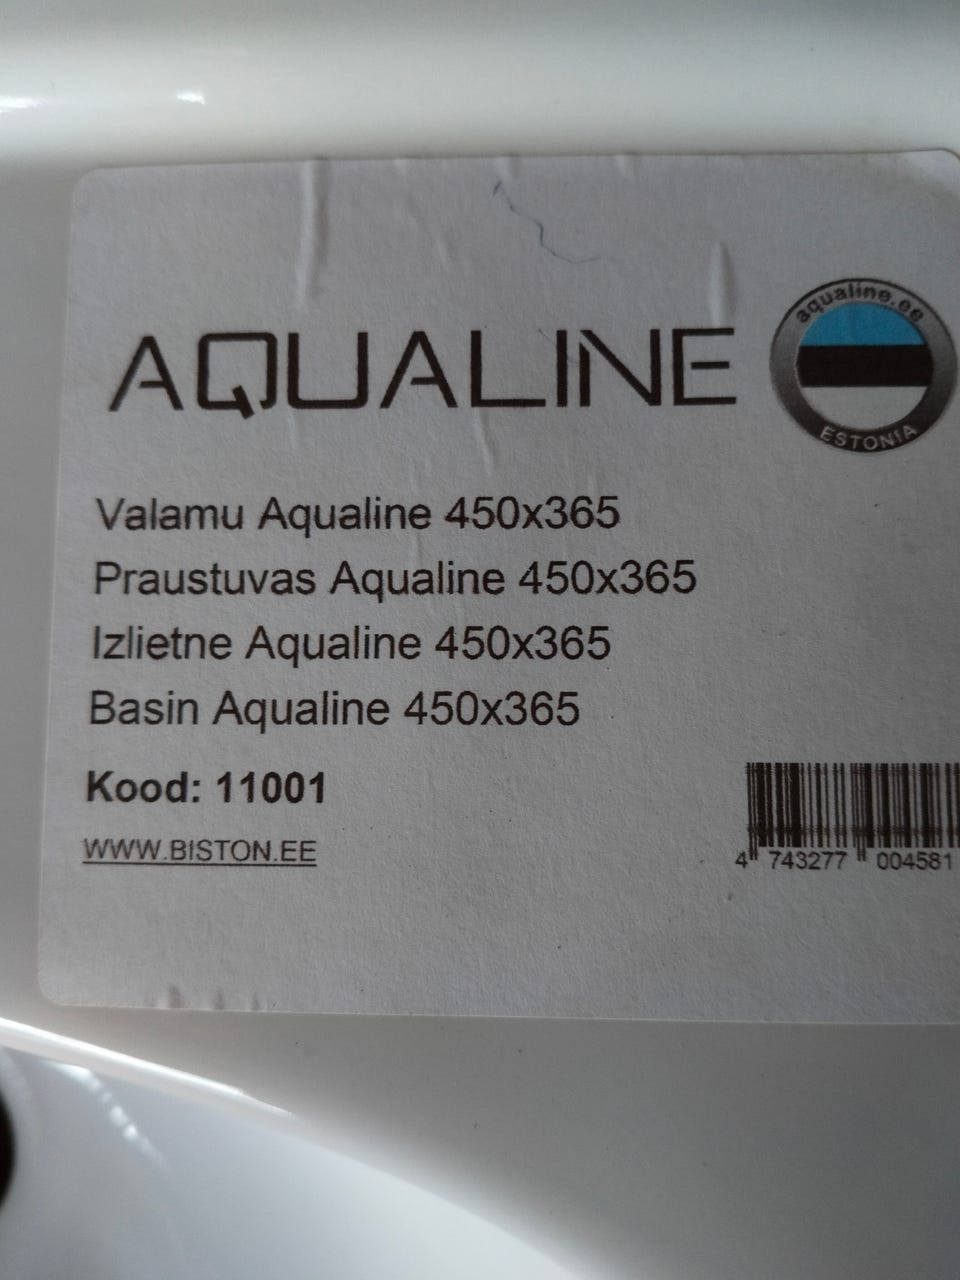 AQUALINE
aqualine.ee
ESTONIA
Valamu Aqualine 450x365
Praustuvas Aqualine 450x365
Izlietne Aqualine 450x365
Basin Aqualine 450x365
Kood: 11001
WWW.BISTON.EE
4 743277 004581